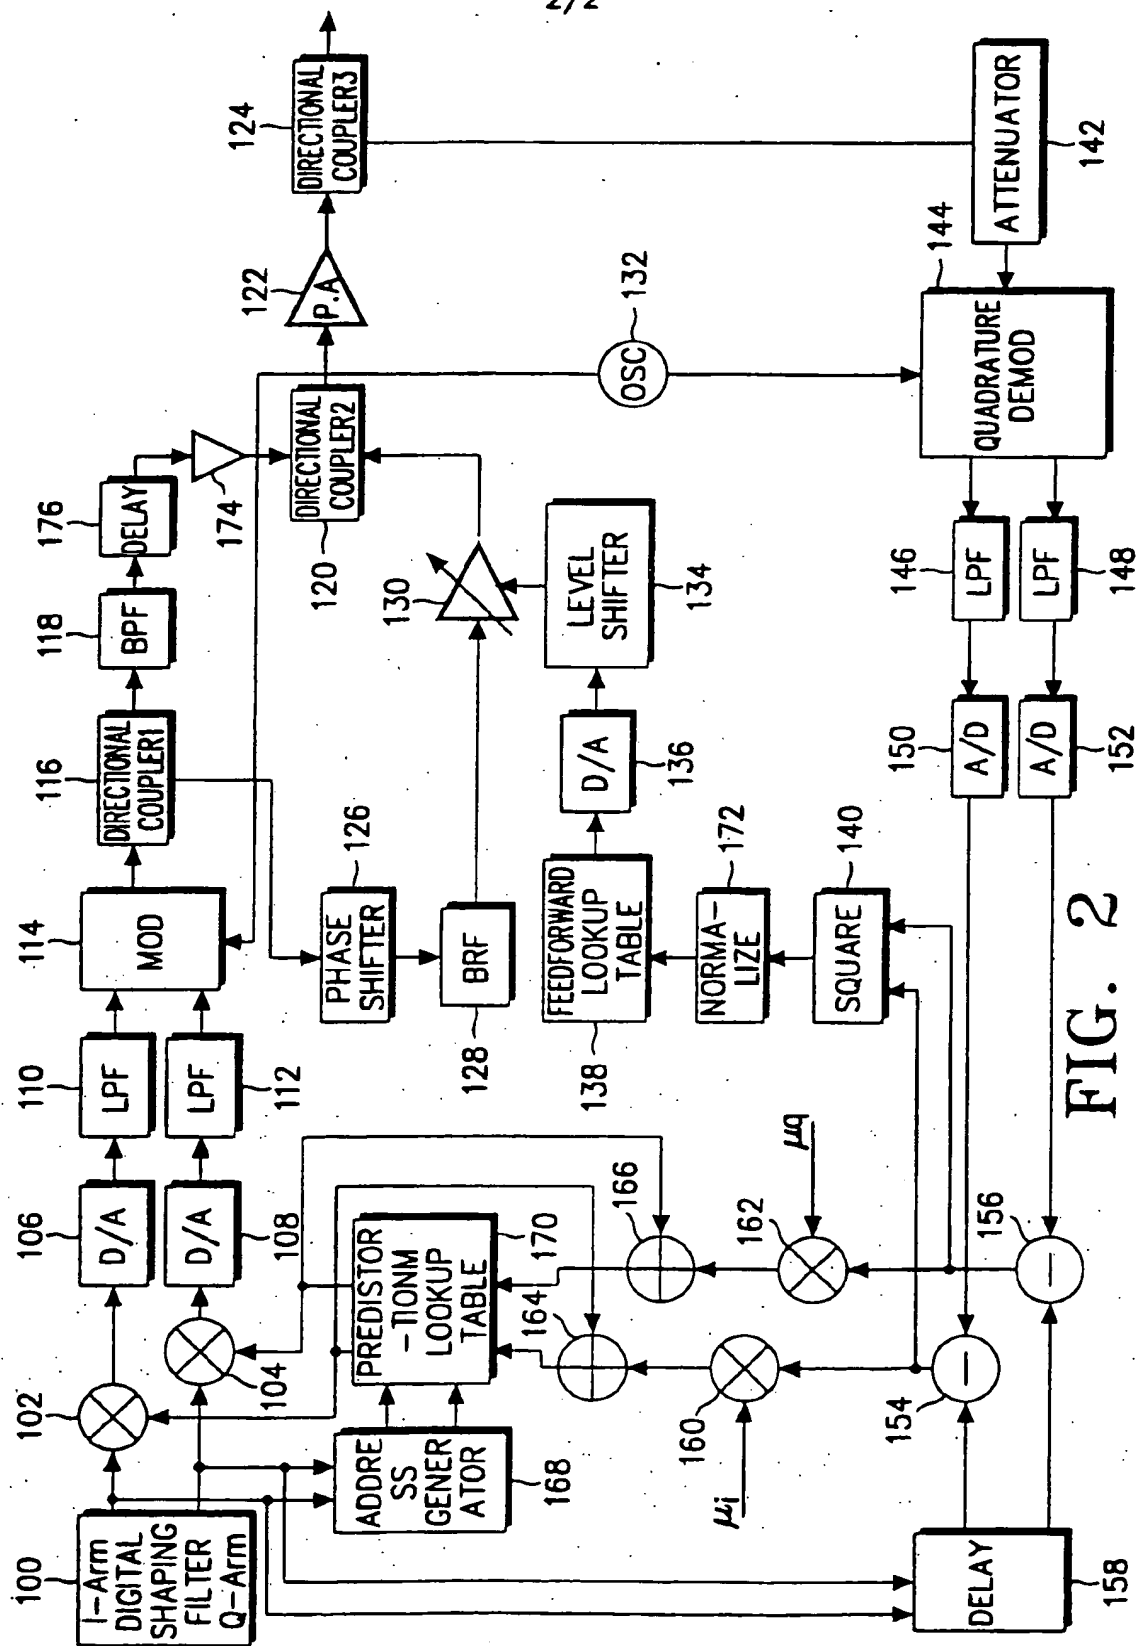 2/2
100
I-Arm
DIGITAL
SHAPING
FILTER
Q-Arm
102
104
106
D/A
D/A
108
110
LPF
LPF
112
114
MOD
116
DIRECTIONAL
COUPLER1
118
BPF
176
DELAY
174
DIRECTIONAL
COUPLER2
120
122
P.A
124
DIRECTIONAL
COUPLER3
ADDRE
SS
GENER
ATOR
168
PREDISTOR
-TIONM
LOOKUP
TABLE
170
PHASE
SHIFTER
126
BRF
128
130
OSC
132
LEVEL
SHIFTER
134
D/A
136
FEEDFORWARD
LOOKUP
TABLE
138
NORMA-
LIZE
172
SQUARE
140
164
166
160
μi
162
μq
154
156
DELAY
158
150
A/D
A/D
152
146
LPF
LPF
148
144
QUADRATURE
DEMOD
ATTENUATOR
142
FIG. 2